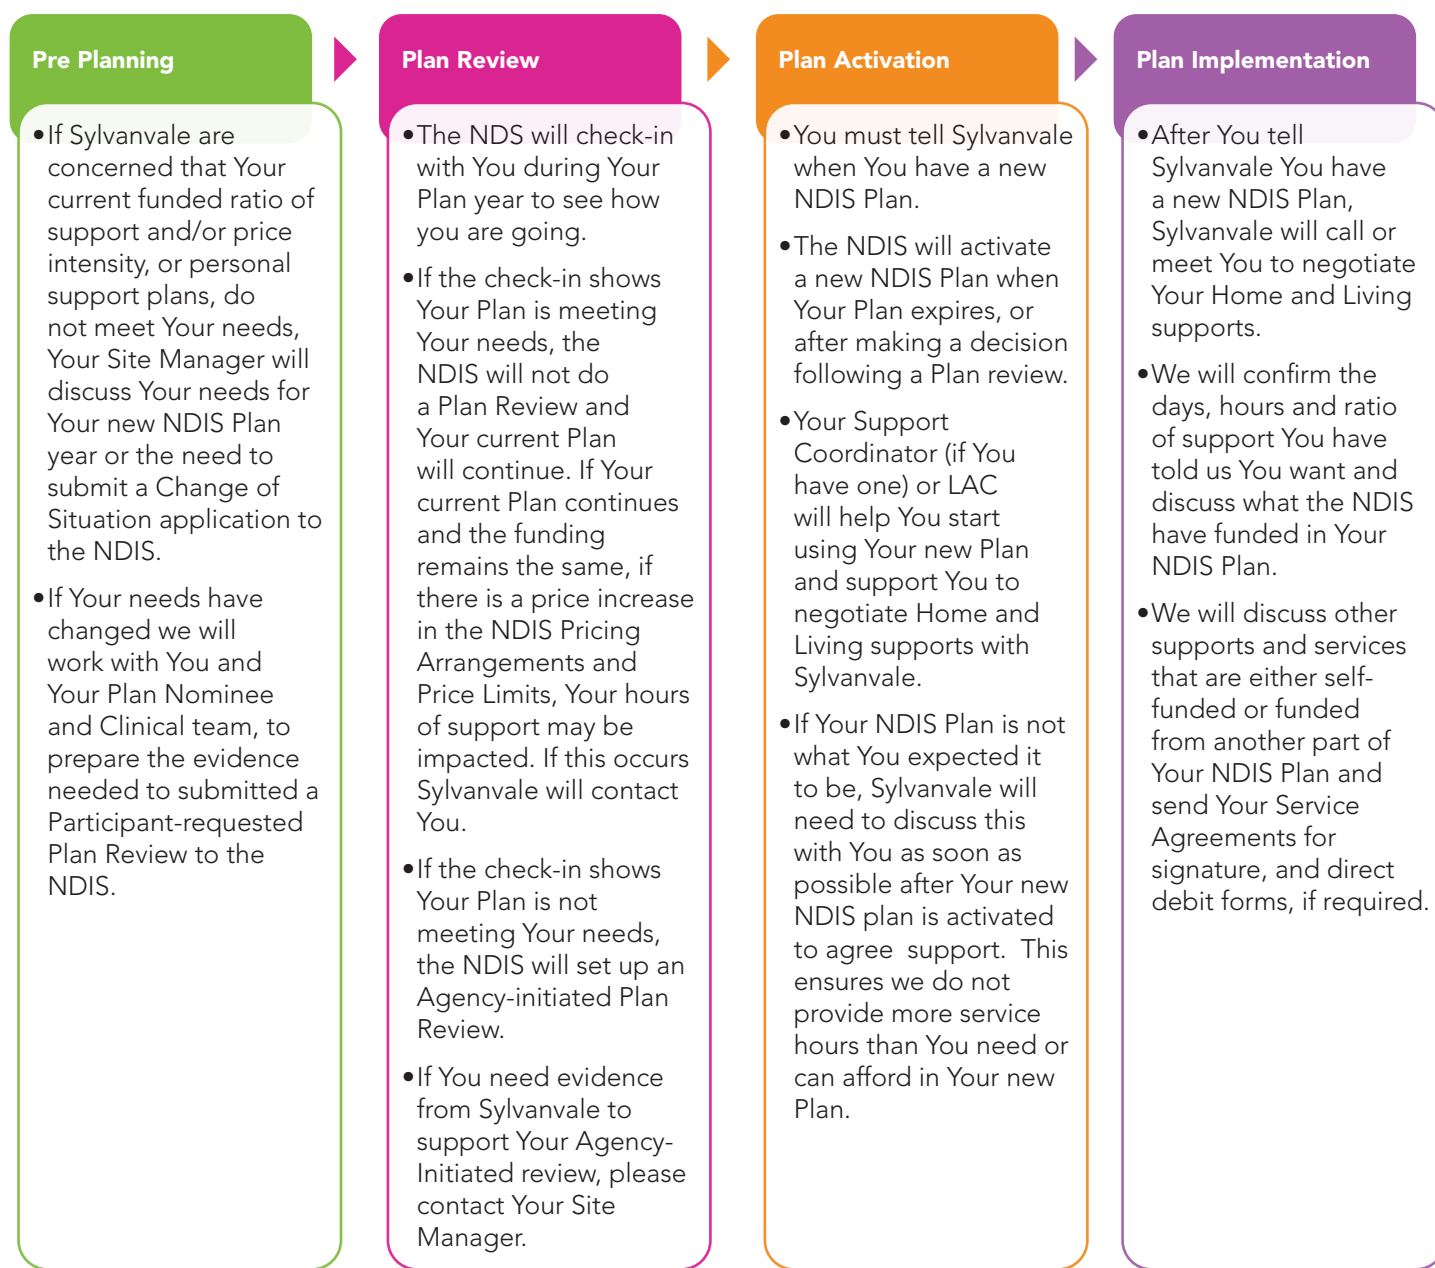 Pre Planning
•If Sylvanvale are
concerned that Your
current funded ratio of
support and/or price
intensity, or personal
support plans, do
not meet Your needs,
Your Site Manager will
discuss Your needs for
Your new NDIS Plan
year or the need to
submit a Change of
Situation application to
the NDIS.
•If Your needs have
changed we will
work with You and
Your Plan Nominee
and Clinical team, to
prepare the evidence
needed to submitted a
Participant-requested
Plan Review to the
NDIS.
Plan Review
•The NDS will check-in
with You during Your
Plan year to see how
you are going.
•If the check-in shows
Your Plan is meeting
Your needs, the
NDIS will not do
a Plan Review and
Your current Plan
will continue. If Your
current Plan continues
and the funding
remains the same, if
there is a price increase
in the NDIS Pricing
Arrangements and
Price Limits, Your hours
of support may be
impacted. If this occurs
Sylvanvale will contact
You.
•If the check-in shows
Your Plan is not
meeting Your needs,
the NDIS will set up an
Agency-initiated Plan
Review.
•If You need evidence
from Sylvanvale to
support Your Agency-
Initiated review, please
contact Your Site
Manager.
Plan Activation
•You must tell Sylvanvale
when You have a new
NDIS Plan.
•The NDIS will activate
a new NDIS Plan when
Your Plan expires, or
after making a decision
following a Plan review.
•Your Support
Coordinator (if You
have one) or LAC
will help You start
using Your new Plan
and support You to
negotiate Home and
Living supports with
Sylvanvale.
•If Your NDIS Plan is not
what You expected it
to be, Sylvanvale will
need to discuss this
with You as soon as
possible after Your new
NDIS plan is activated
to agree  support.  This
ensures we do not
provide more service
hours than You need or
can afford in Your new
Plan.
Plan Implementation
•After You tell
Sylvanvale You have
a new NDIS Plan,
Sylvanvale will call or
meet You to negotiate
Your Home and Living
supports.
•We will confirm the
days, hours and ratio
of support You have
told us You want and
discuss what the NDIS
have funded in Your
NDIS Plan.
•We will discuss other
supports and services
that are either self-
funded or funded
from another part of
Your NDIS Plan and
send Your Service
Agreements for
signature, and direct
debit forms, if required.